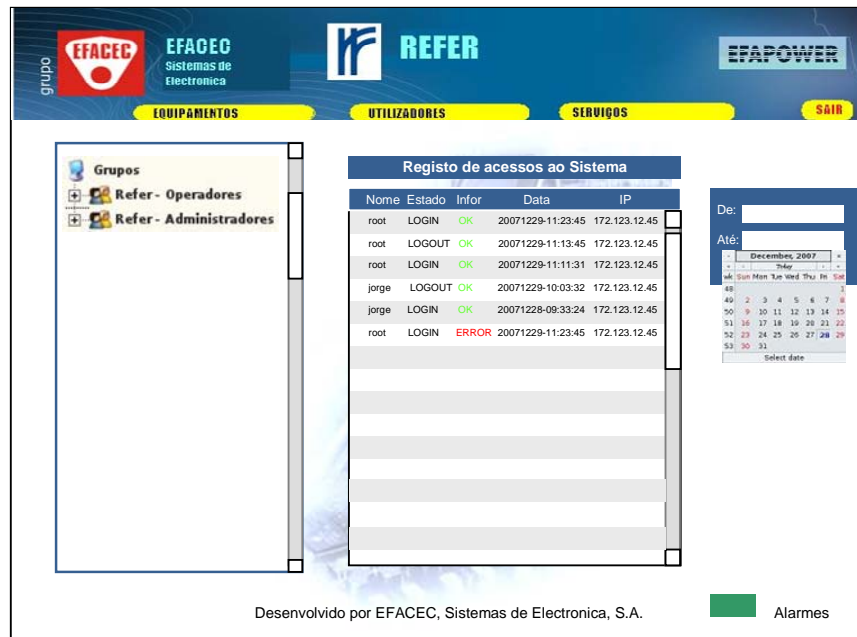 grupo
EFACEC
EFACEC
Sistemas de
Electronica
REFER
EFAPOWER
EQUIPAMENTOS UTILIZADORES SERVIÇOS SAIR
Grupos
Refer - Operadores
Refer - Administradores
Registo de acessos ao Sistema
Nome Estado Infor Data IP
root LOGIN OK 20071229-11:23:45 172.123.12.45
root LOGOUT OK 20071229-11:13:45 172.123.12.45
root LOGIN OK 20071229-11:11:31 172.123.12.45
jorge LOGOUT OK 20071229-10:03:32 172.123.12.45
jorge LOGIN OK 20071228-09:33:24 172.123.12.45
root LOGIN ERROR 20071229-11:23:45 172.123.12.45
De:
Até:
December, 2007
Today
wk Sun Mon Tue Wed Thu Fri Sat
48 1
49 2 3 4 5 6 7 8
50 9 10 11 12 13 14 15
51 16 17 18 19 20 21 22
52 23 24 25 26 27 28 29
53 30 31
Select date
Desenvolvido por EFACEC, Sistemas de Electronica, S.A.
Alarmes